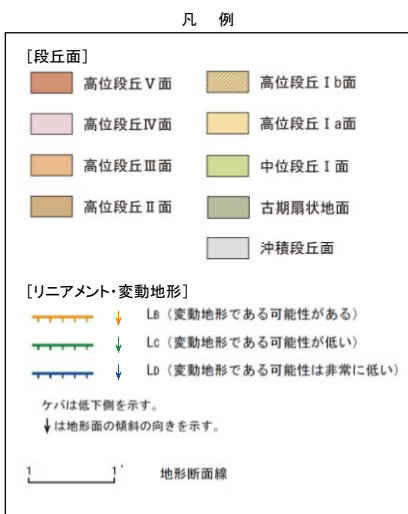 凡 例
[段丘面]
高位段丘Ⅴ面 高位段丘Ⅰb面
高位段丘Ⅳ面 高位段丘Ⅰa面
高位段丘Ⅲ面 中位段丘Ⅰ面
高位段丘Ⅱ面 古期扇状地面
沖積段丘面
[リニアメント・変動地形]
↓ LB (変動地形である可能性がある)
↓ LC (変動地形である可能性が低い)
↓ LD (変動地形である可能性は非常に低い)
ケバは低下側を示す。
↓は地形面の傾斜の向きを示す。
1 1' 地形断面線